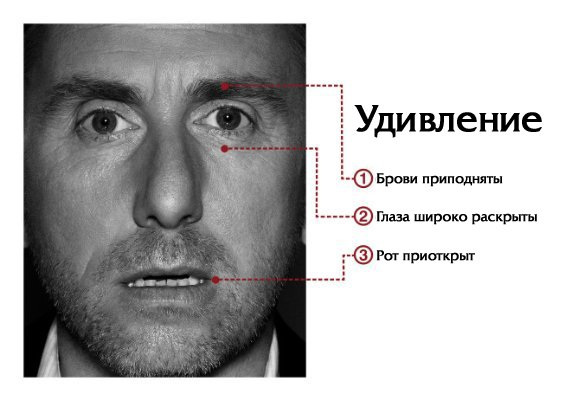 Удивление
1 Брови приподняты
2 Глаза широко раскрыты
3 Рот приоткрыт